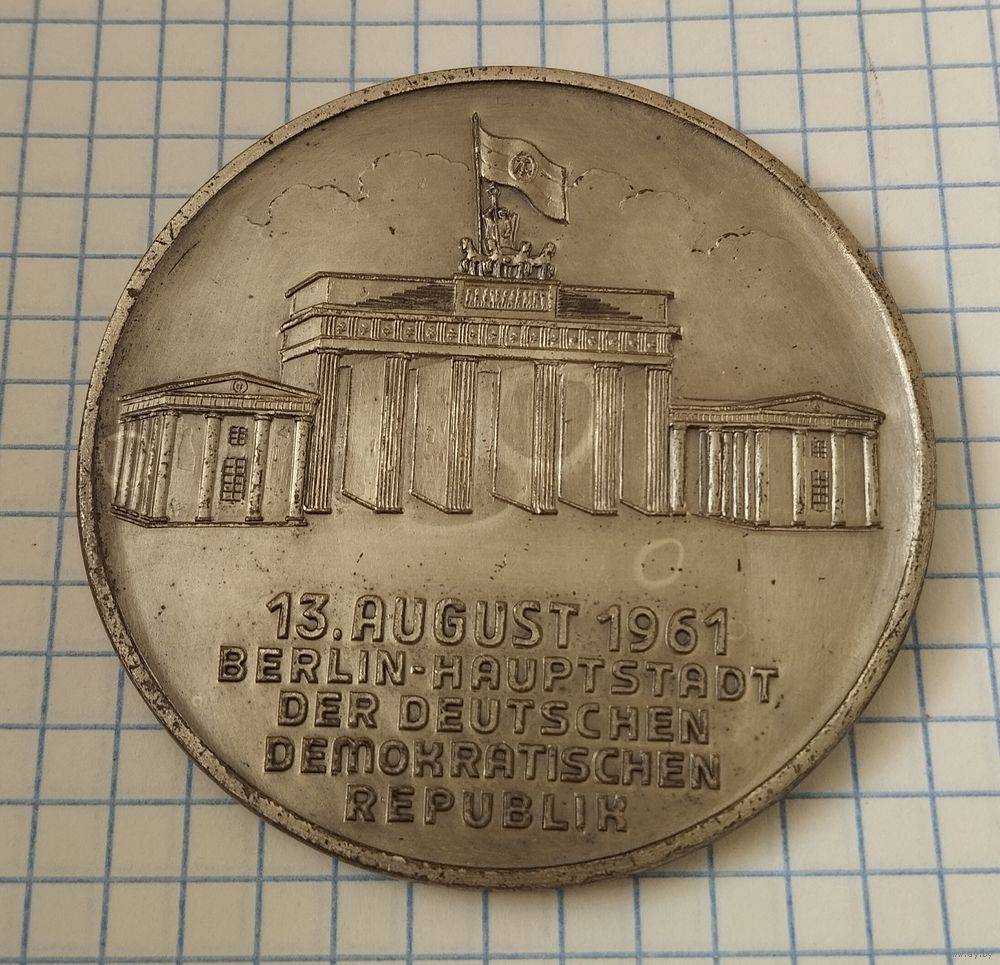 13. AUGUST 1961
BERLIN-HAUPTSTADT
DER DEUTSCHEN
DEMOKRATISCHEN
REPUBLIK